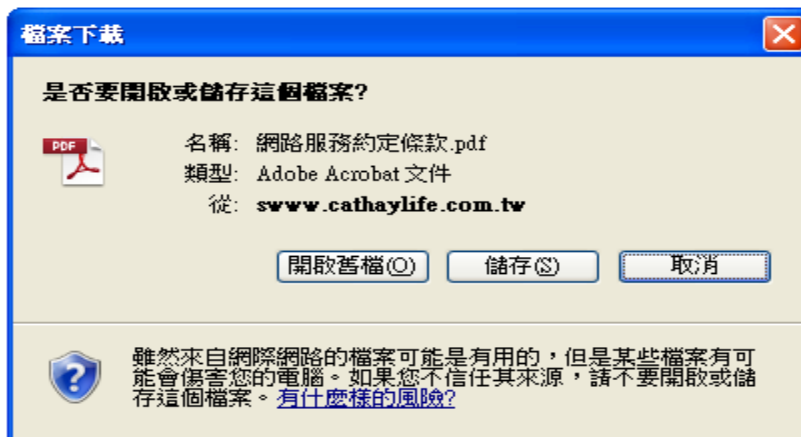 檔案下載
是否要開啟或儲存這個檔案?
PDF
名稱: 網路服務約定條款.pdf
類型: Adobe Acrobat 文件
從: swww.cathaylife.com.tw
開啟舊檔(O) 儲存(S) 取消
雖然來自網際網路的檔案可能是有用的，但是某些檔案有可
能會傷害您的電腦。如果您不信任其來源，請不要開啟或儲
存這個檔案。有什麼樣的風險?